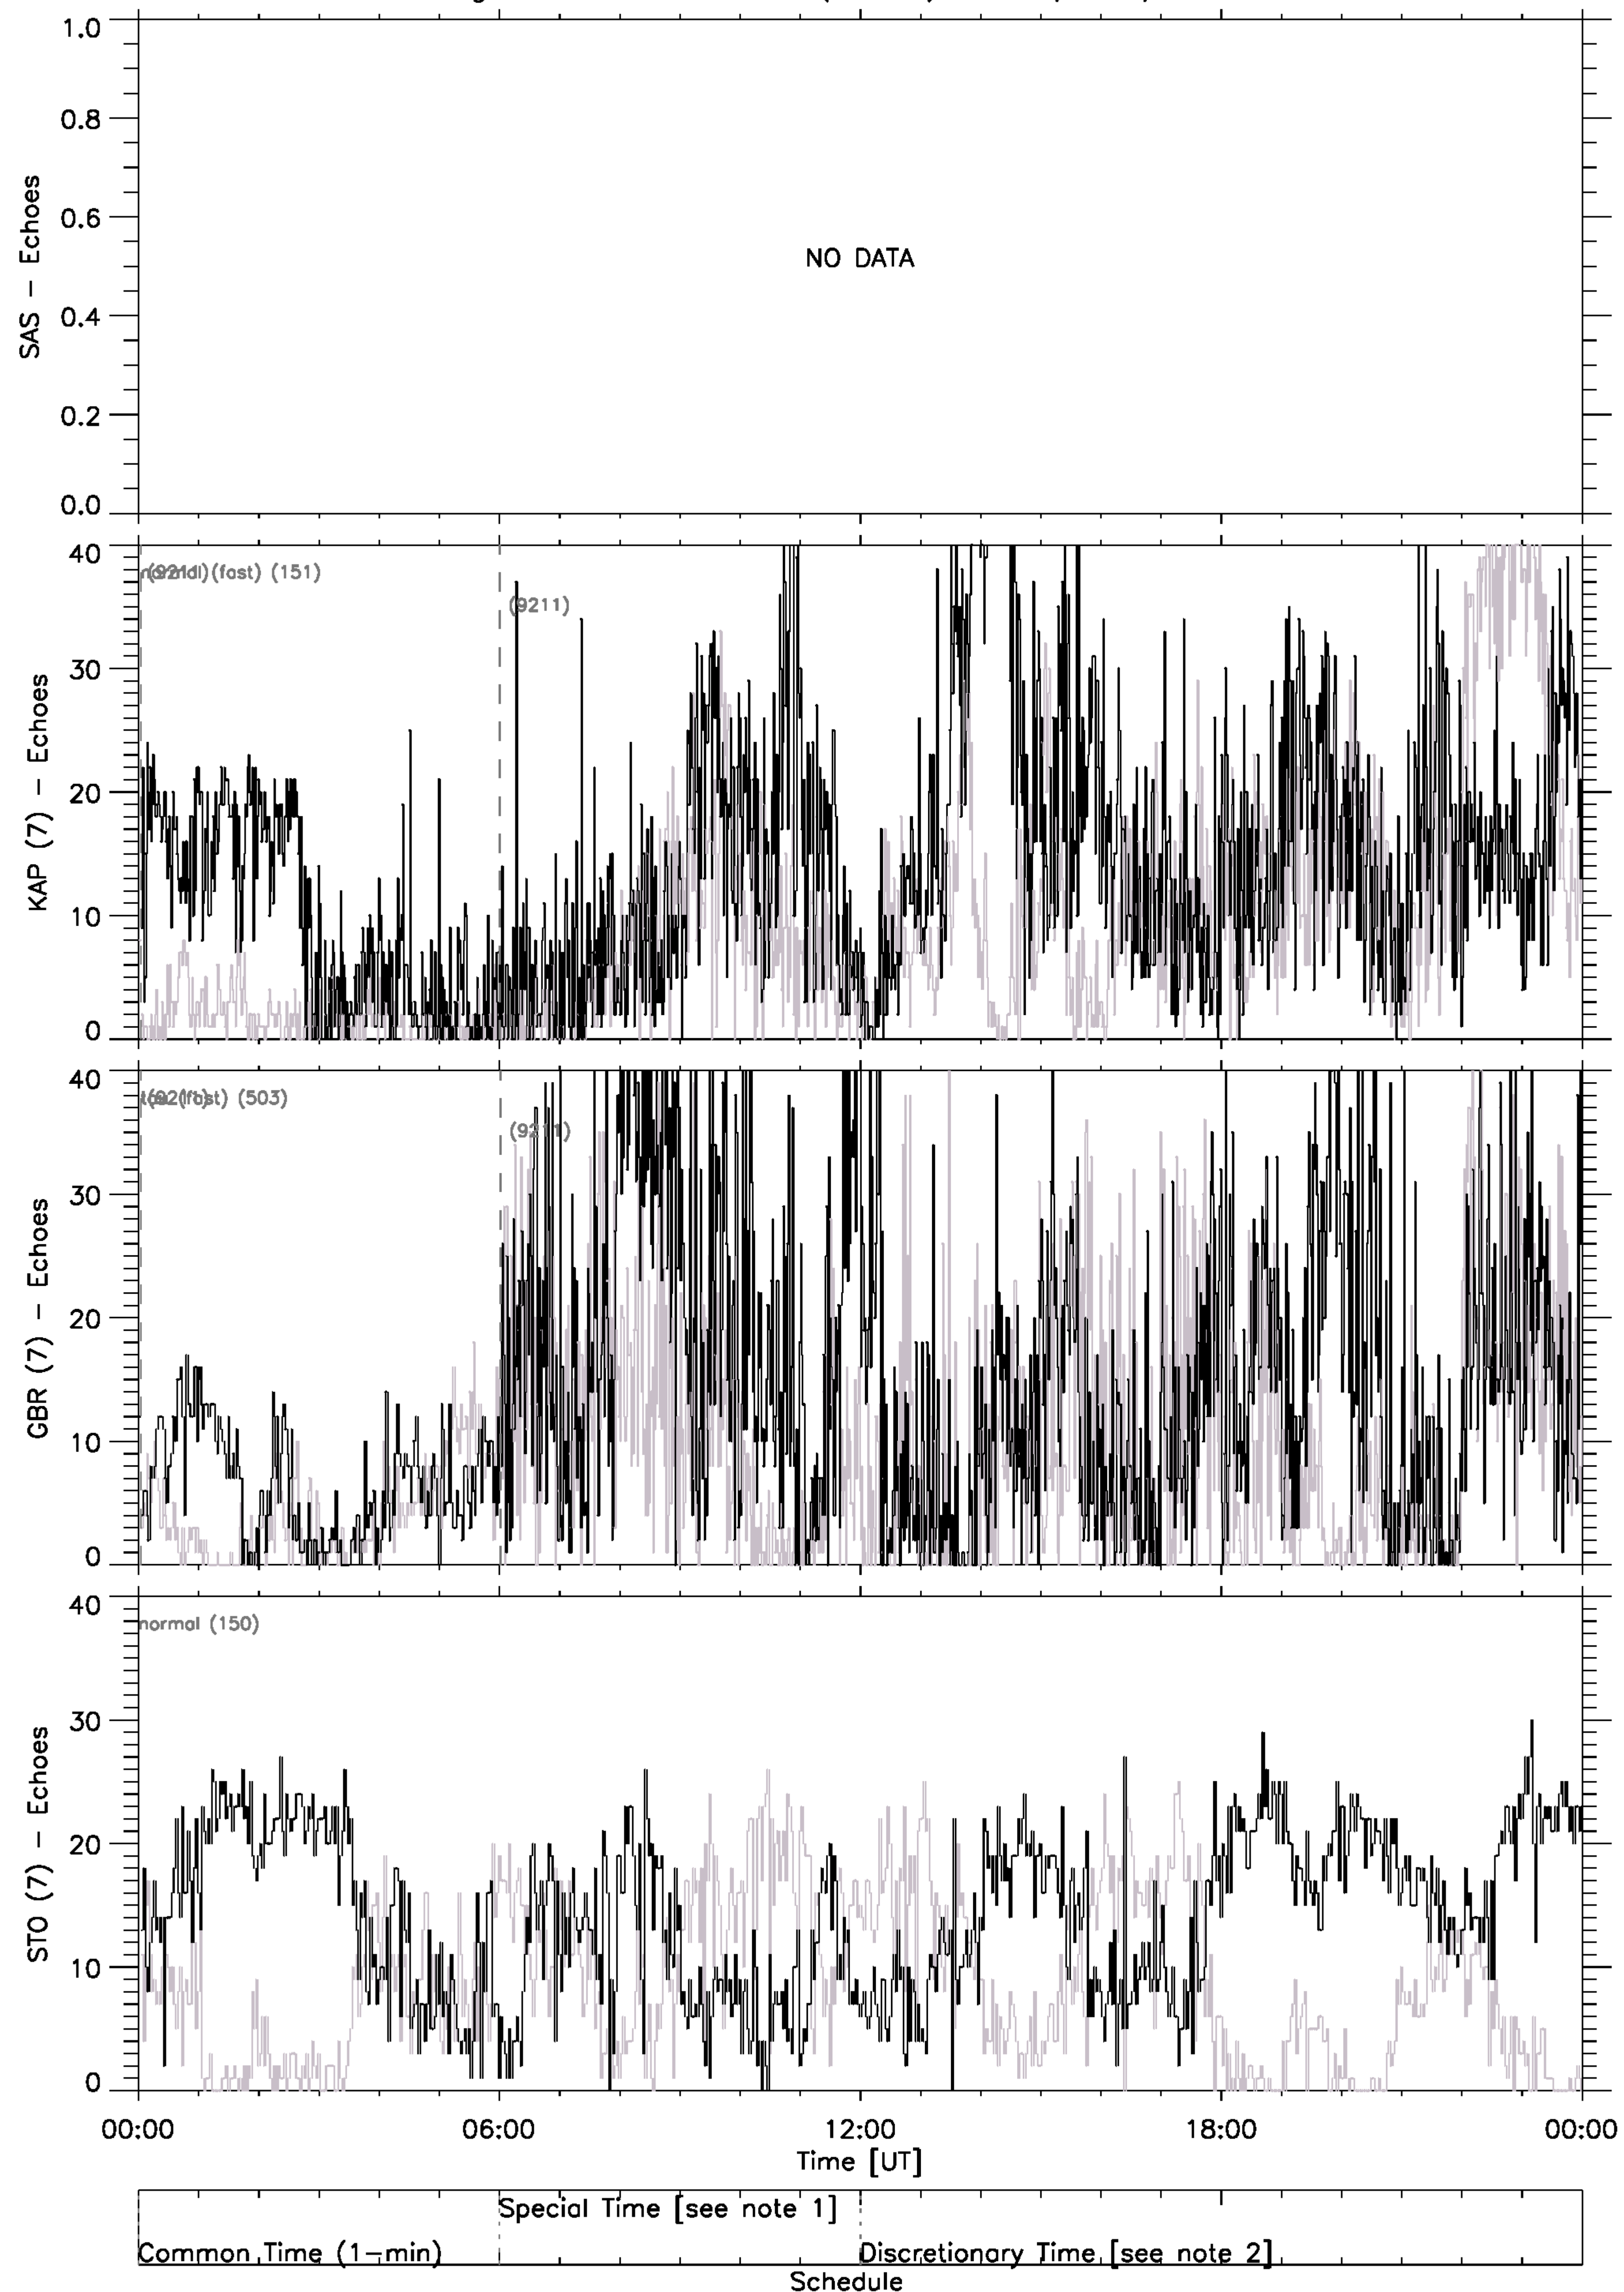 1.0
0.8
0.6
0.4
0.2
0.0
SAS – Echoes
NO DATA
40
30
20
10
0
KAP (7) – Echoes
(fast) (151)
(9211)
40
30
20
10
0
GBR (7) – Echoes
(503)
(9211)
40
30
20
10
0
STO (7) – Echoes
normal (150)
00:00 06:00 12:00 18:00 00:00
Time [UT]
Special Time [see note 1]
Common Time (1–min) Discretionary Time [see note 2]
Schedule